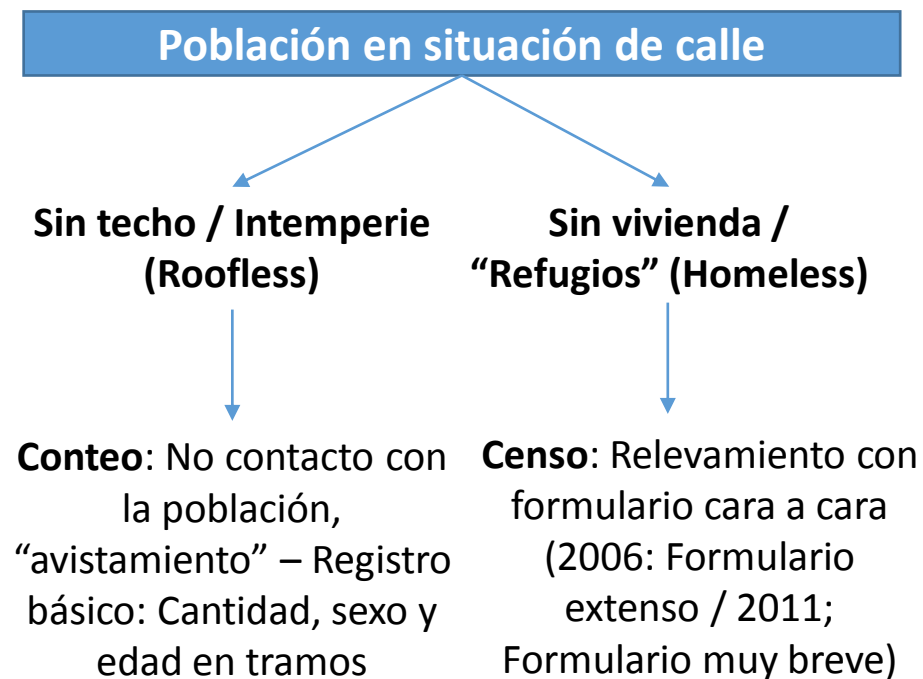 Población en situación de calle
Sin techo / Intemperie
(Roofless)
Sin vivienda /
“Refugios” (Homeless)
Conteo: No contacto con
la población,
“avistamiento” – Registro
básico: Cantidad, sexo y
edad en tramos
Censo: Relevamiento con
formulario cara a cara
(2006: Formulario
extenso / 2011;
Formulario muy breve)